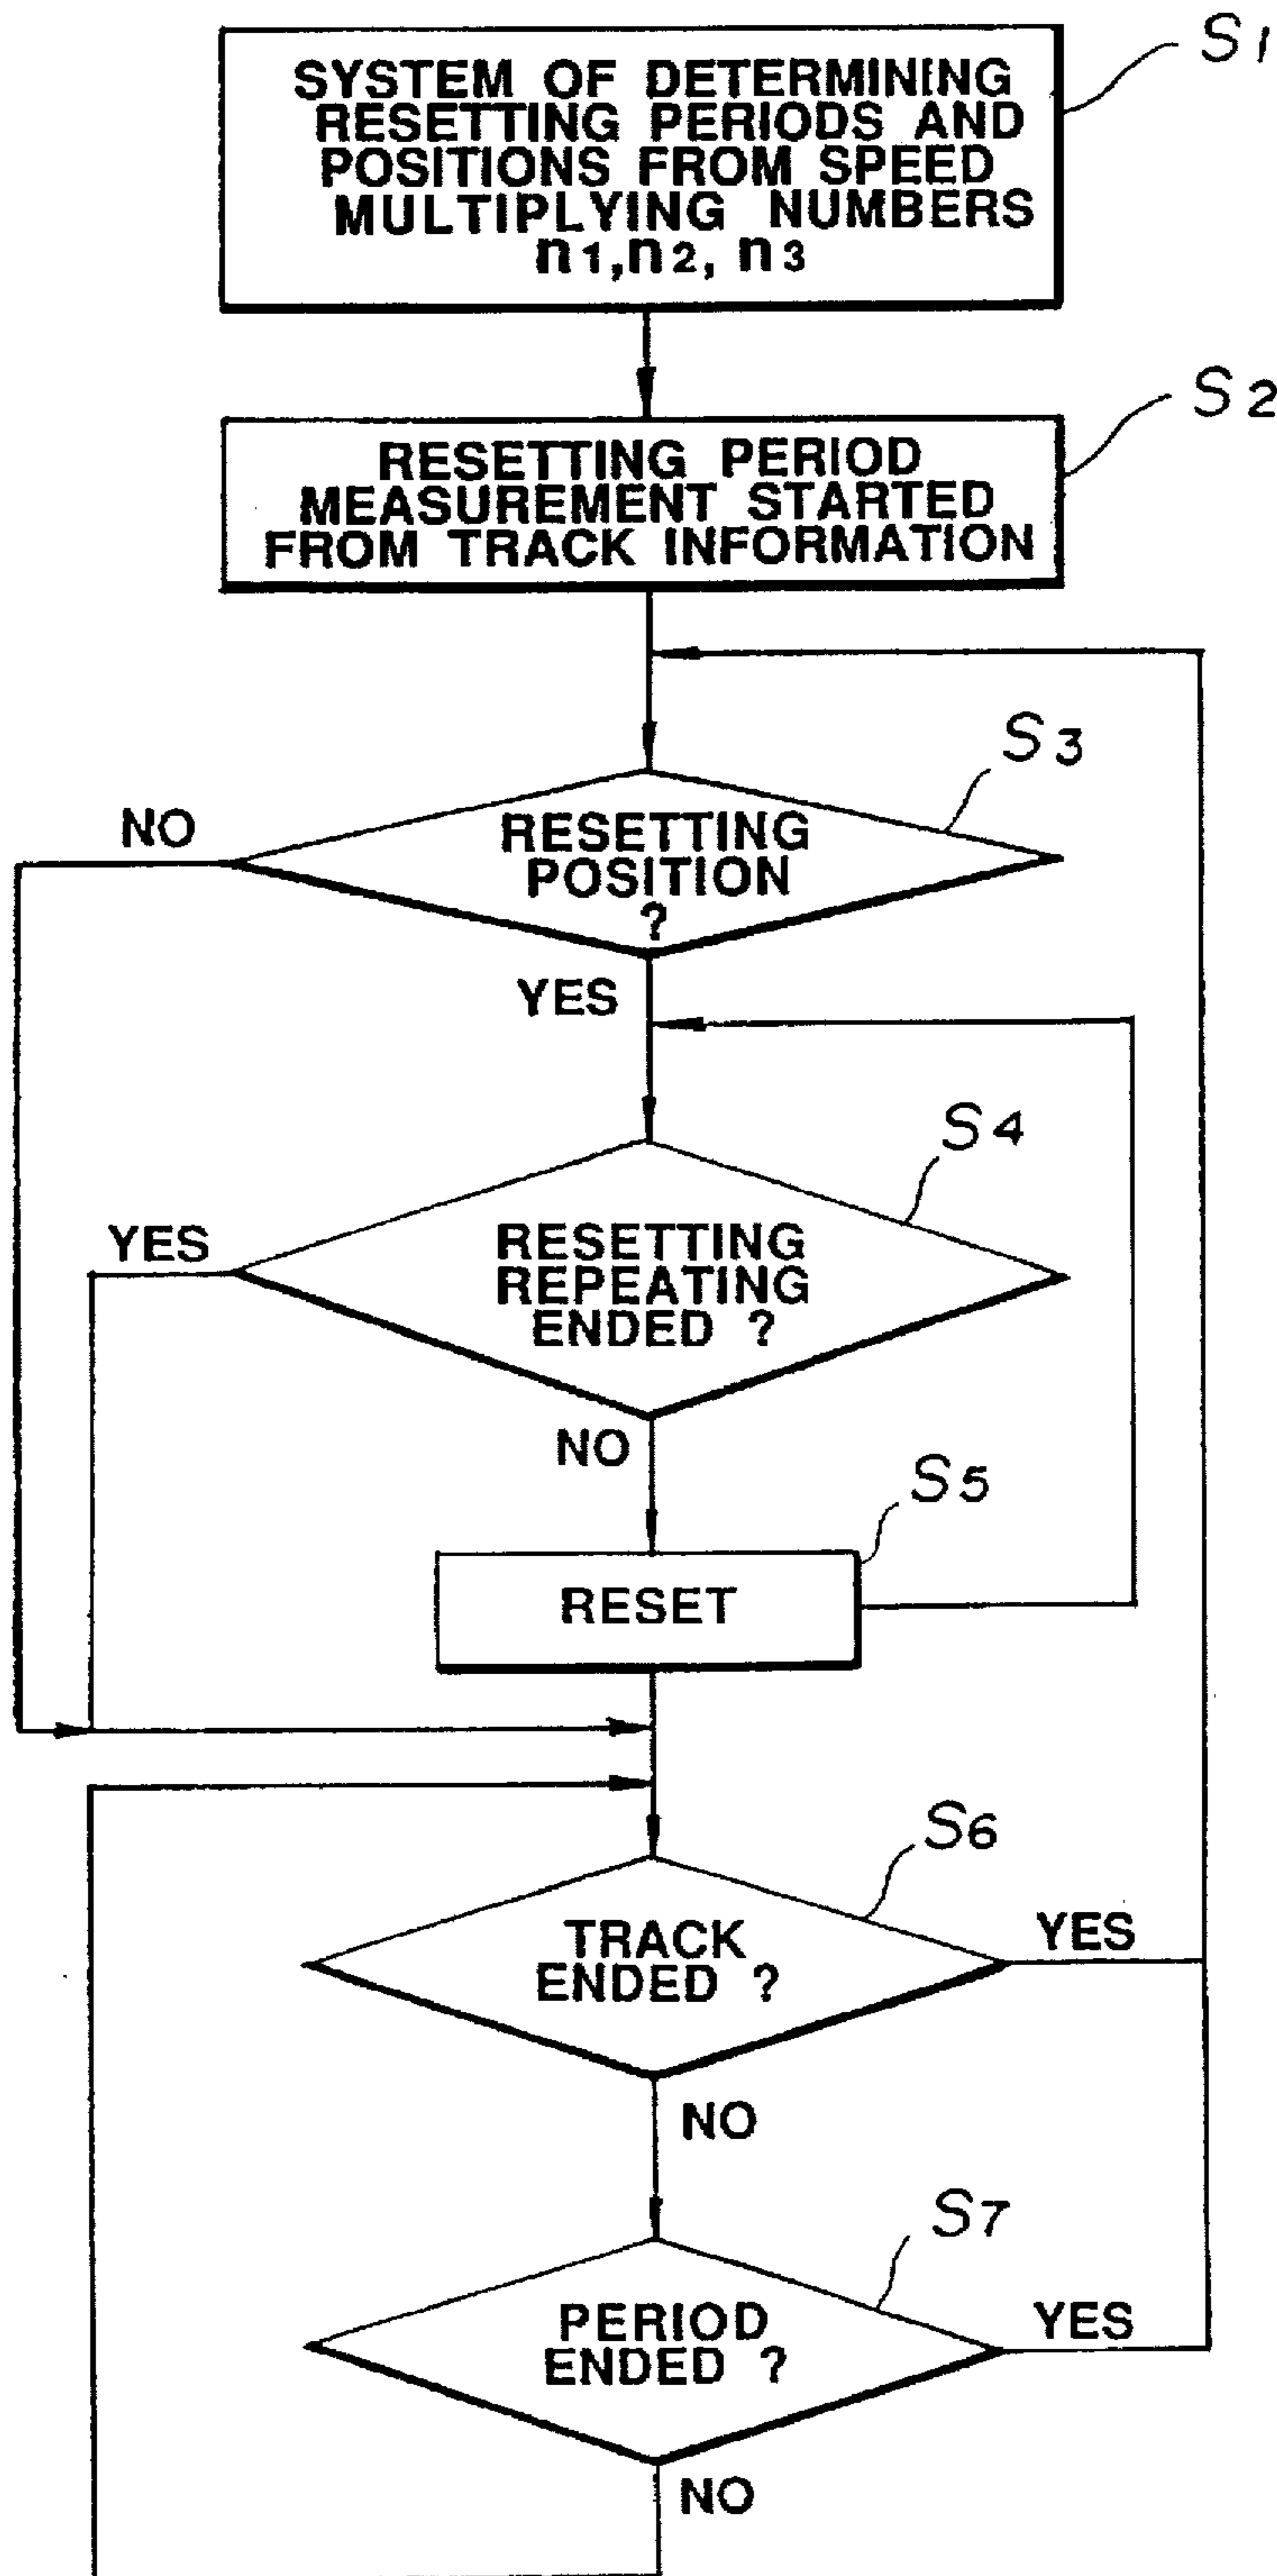 SYSTEM OF DETERMINING
RESETTING PERIODS AND
POSITIONS FROM SPEED
MULTIPLYING NUMBERS
n1,n2, n3
S1
RESETTING PERIOD
MEASUREMENT STARTED
FROM TRACK INFORMATION
S2
S3
NO
RESETTING
POSITION
?
YES
S4
YES
RESETTING
REPEATING
ENDED ?
NO
S5
RESET
S6
TRACK
ENDED ?
YES
NO
S7
PERIOD
ENDED ?
YES
NO